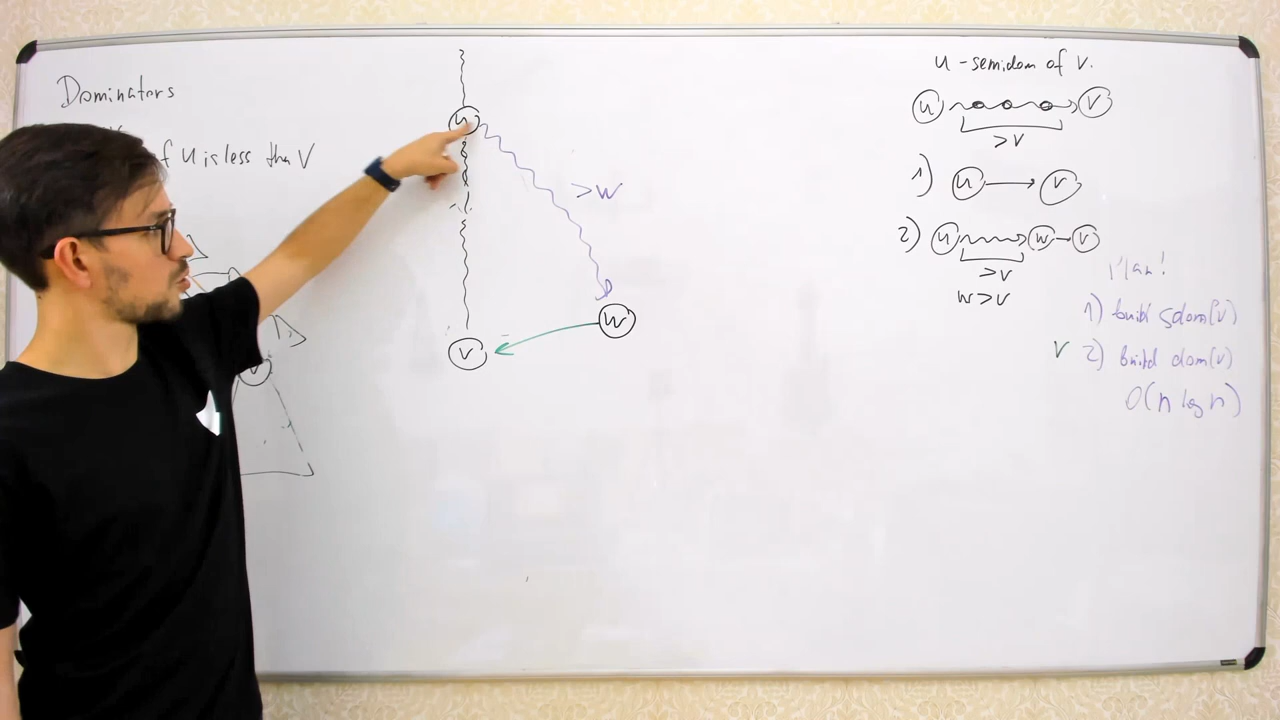 Dominators
f u is less than v
u
>w
w
v
v
u - semidom of v.
u v
>v
1) u v
2) u w v
>v
w>v
Plan!
1) build sdom(v)
v 2) build dom(v)
O(n log n)